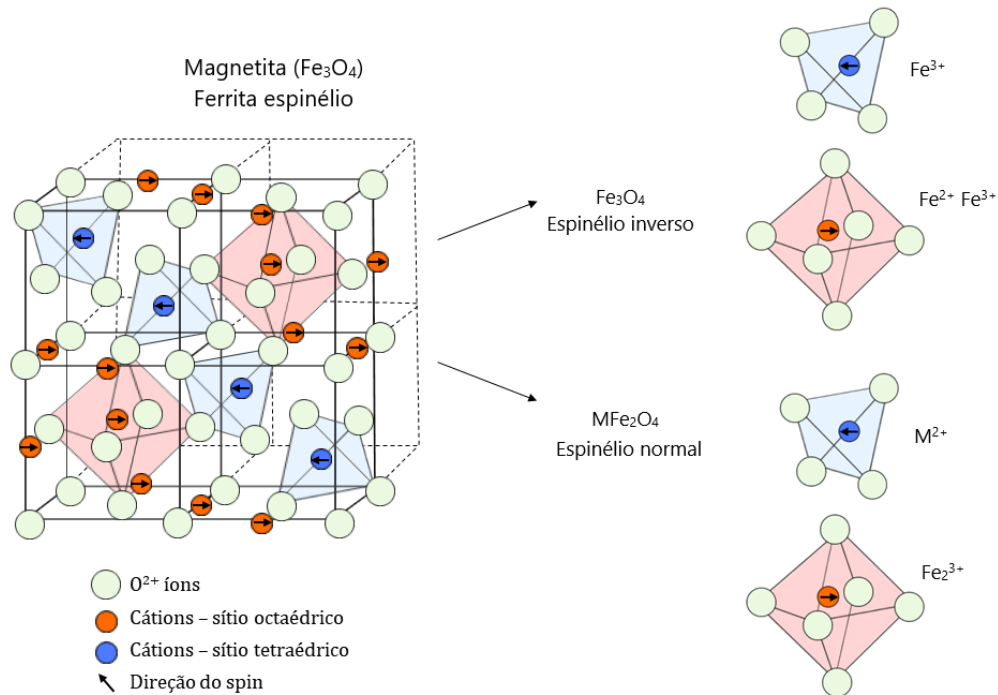 Magnetita (Fe₃O₄)
Ferrita espinélio
Fe³⁺
Fe₃O₄
Espinélio inverso
Fe²⁺ Fe³⁺
MFe₂O₄
Espinélio normal
M²⁺
Fe₂³⁺
O²⁺ íons
Cátions – sítio octaédrico
Cátions – sítio tetraédrico
Direção do spin